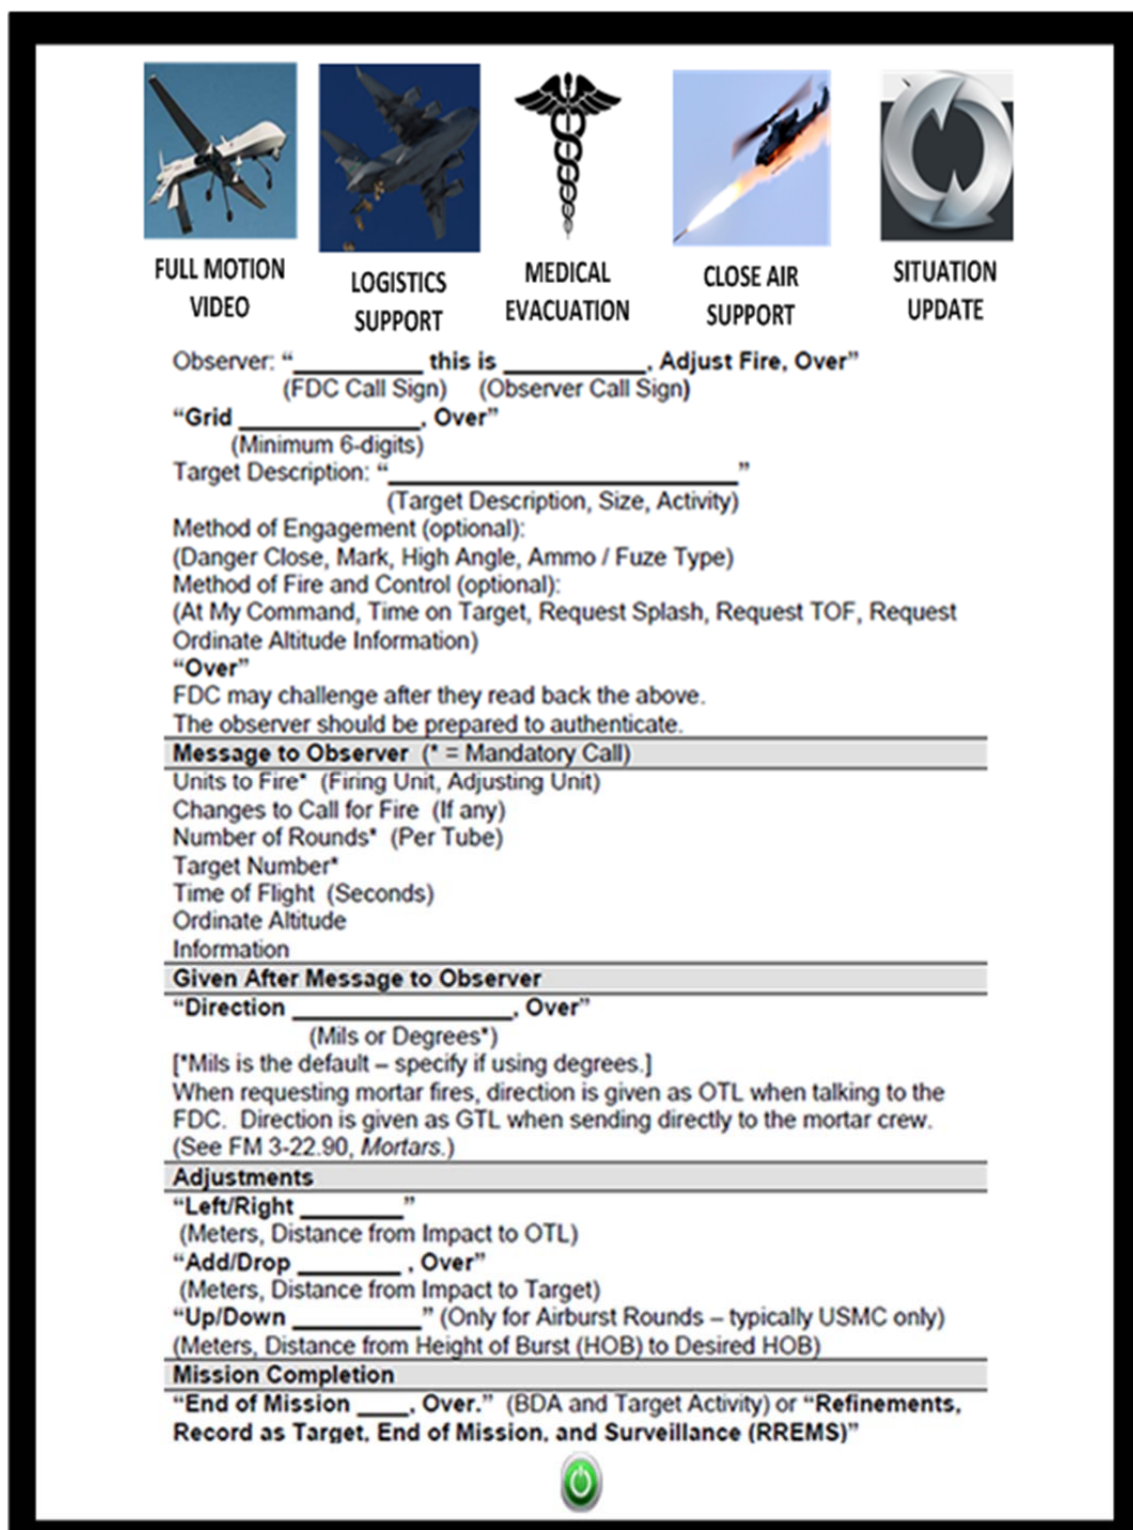 FULL MOTION
VIDEO
LOGISTICS
SUPPORT
MEDICAL
EVACUATION
CLOSE AIR
SUPPORT
SITUATION
UPDATE
Observer: “__________ this is ___________, Adjust Fire, Over”
(FDC Call Sign) (Observer Call Sign)
“Grid ______________, Over”
(Minimum 6-digits)
Target Description: “___________________________”
(Target Description, Size, Activity)
Method of Engagement (optional):
(Danger Close, Mark, High Angle, Ammo / Fuze Type)
Method of Fire and Control (optional):
(At My Command, Time on Target, Request Splash, Request TOF, Request
Ordinate Altitude Information)
“Over”
FDC may challenge after they read back the above.
The observer should be prepared to authenticate.
Message to Observer (* = Mandatory Call)
Units to Fire* (Firing Unit, Adjusting Unit)
Changes to Call for Fire (If any)
Number of Rounds* (Per Tube)
Target Number*
Time of Flight (Seconds)
Ordinate Altitude
Information
Given After Message to Observer
“Direction _________________, Over”
(Mils or Degrees*)
[*Mils is the default – specify if using degrees.]
When requesting mortar fires, direction is given as OTL when talking to the
FDC. Direction is given as GTL when sending directly to the mortar crew.
(See FM 3-22.90, Mortars.)
Adjustments
“Left/Right ________”
(Meters, Distance from Impact to OTL)
“Add/Drop ________ , Over”
(Meters, Distance from Impact to Target)
“Up/Down __________” (Only for Airburst Rounds – typically USMC only)
(Meters, Distance from Height of Burst (HOB) to Desired HOB)
Mission Completion
“End of Mission ____, Over.” (BDA and Target Activity) or “Refinements,
Record as Target, End of Mission, and Surveillance (RREMS)”